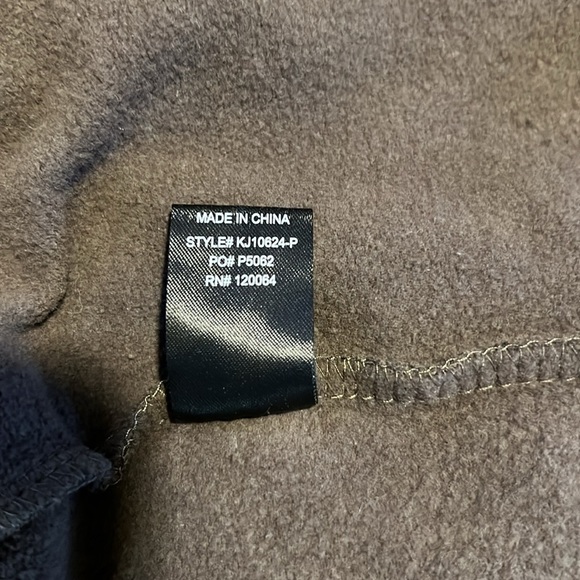 MADE IN CHINA
STYLE# KJ10624-P
PO# P5062
RN# 120064